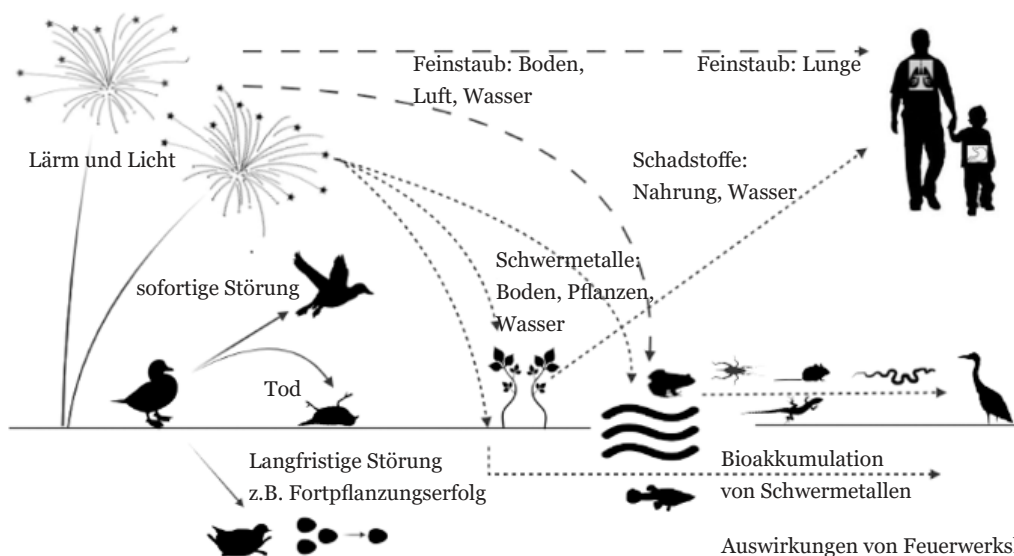 Feinstaub: Boden,
Luft, Wasser
Feinstaub: Lunge
Lärm und Licht
Schadstoffe:
Nahrung, Wasser
Schwermetalle:
Boden, Pflanzen,
Wasser
sofortige Störung
Tod
Langfristige Störung
z.B. Fortpflanzungserfolg
Bioakkumulation
von Schwermetallen
Auswirkungen von Feuerwerks